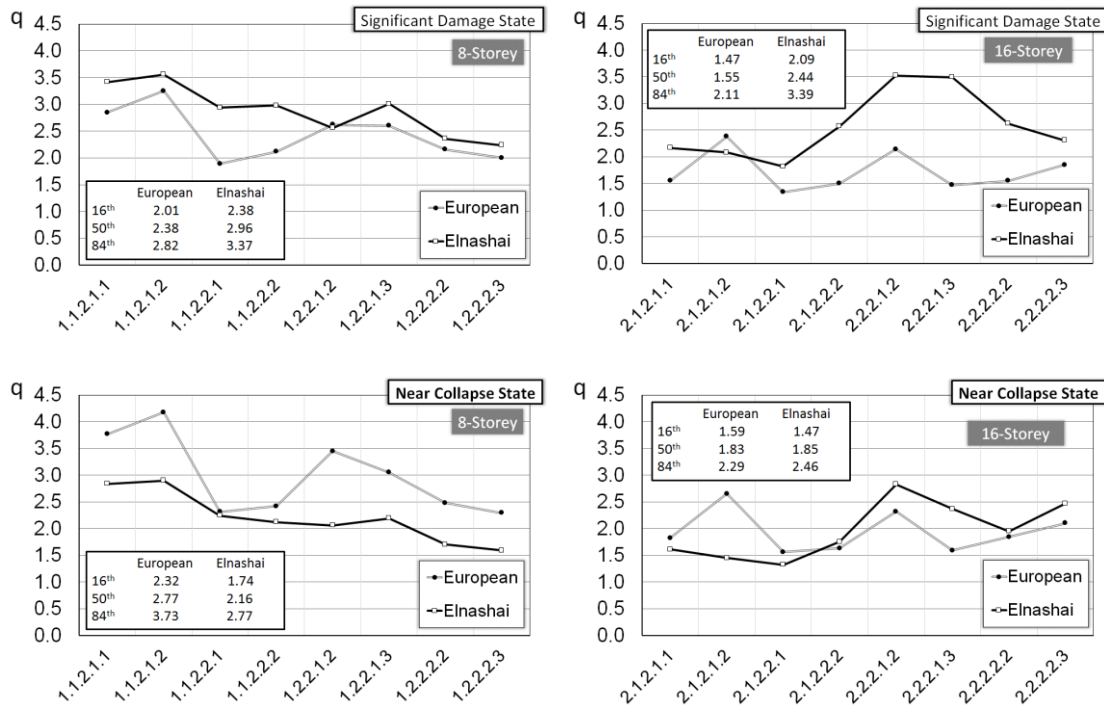 q
4.5
4.0
3.5
3.0
2.5
2.0
1.5
1.0
0.5
0.0
Significant Damage State
8-Storey
European Elnashai
16th 2.01 2.38
50th 2.38 2.96
84th 2.82 3.37
European
Elnashai
1.1.2.1.1
1.1.2.1.2
1.1.2.2.1
1.1.2.2.2
1.2.2.1.2
1.2.2.1.3
1.2.2.2.2
1.2.2.2.3
q
4.5
4.0
3.5
3.0
2.5
2.0
1.5
1.0
0.5
0.0
Significant Damage State
16-Storey
European Elnashai
16th 1.47 2.09
50th 1.55 2.44
84th 2.11 3.39
European
Elnashai
2.1.2.1.1
2.1.2.1.2
2.1.2.2.1
2.1.2.2.2
2.2.2.1.2
2.2.2.1.3
2.2.2.2.2
2.2.2.2.3
q
4.5
4.0
3.5
3.0
2.5
2.0
1.5
1.0
0.5
0.0
Near Collapse State
8-Storey
European Elnashai
16th 2.32 1.74
50th 2.77 2.16
84th 3.73 2.77
European
Elnashai
1.1.2.1.1
1.1.2.1.2
1.1.2.2.1
1.1.2.2.2
1.2.2.1.2
1.2.2.1.3
1.2.2.2.2
1.2.2.2.3
q
4.5
4.0
3.5
3.0
2.5
2.0
1.5
1.0
0.5
0.0
Near Collapse State
16-Storey
European Elnashai
16th 1.59 1.47
50th 1.83 1.85
84th 2.29 2.46
European
Elnashai
2.1.2.1.1
2.1.2.1.2
2.1.2.2.1
2.1.2.2.2
2.2.2.1.2
2.2.2.1.3
2.2.2.2.2
2.2.2.2.3